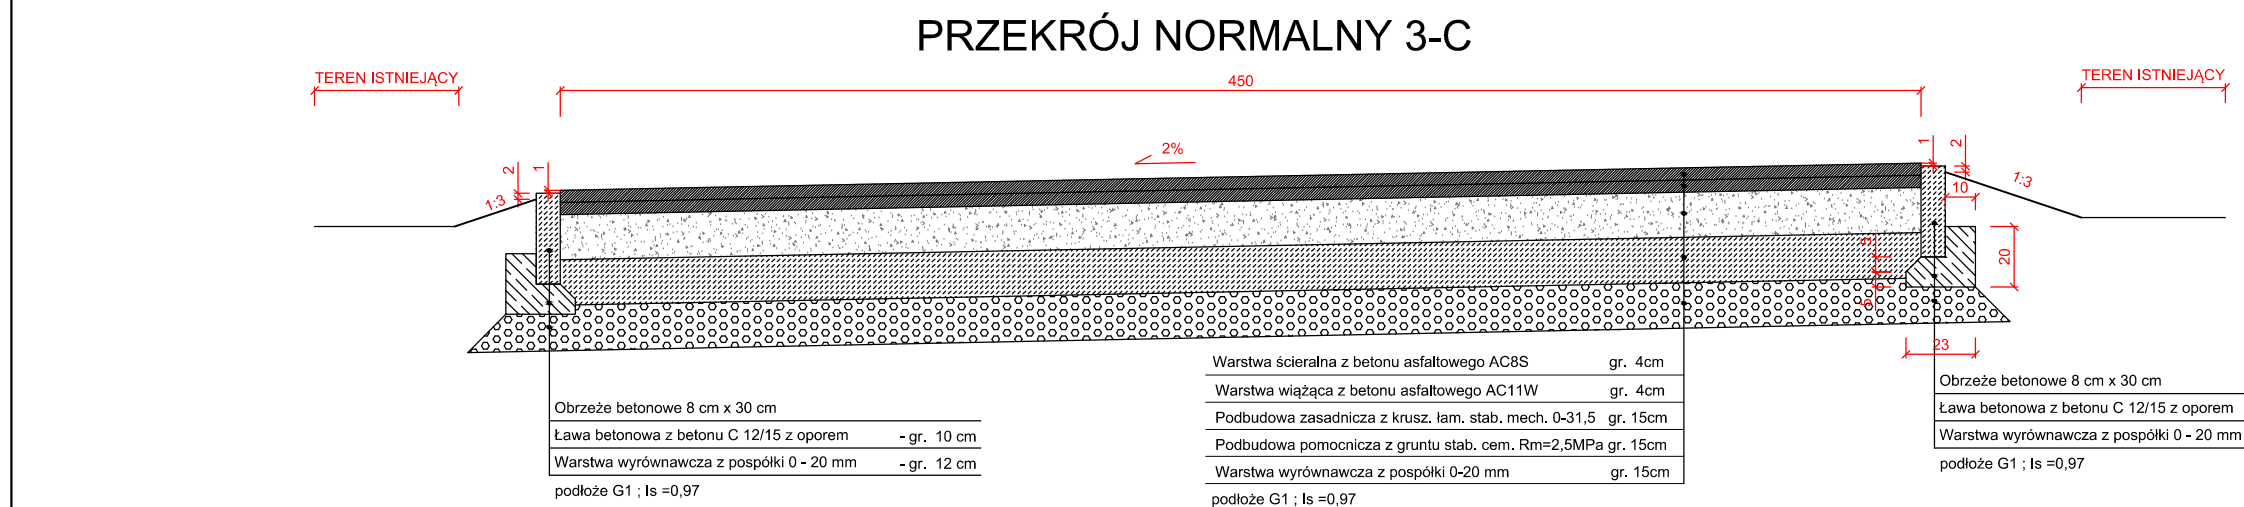 PRZEKRÓJ NORMALNY 3-C
TEREN ISTNIEJĄCY
450
TEREN ISTNIEJĄCY
2%
2
1
1
2
1:3
1:3
10
5
20
5
23
Warstwa ścieralna z betonu asfaltowego AC8S gr. 4cm
Warstwa wiążąca z betonu asfaltowego AC11W gr. 4cm
Podbudowa zasadnicza z krusz. łam. stab. mech. 0-31,5 gr. 15cm
Podbudowa pomocnicza z gruntu stab. cem. Rm=2,5MPa gr. 15cm
Warstwa wyrównawcza z pospółki 0-20 mm gr. 15cm
podłoże G1 ; Is =0,97
Obrzeże betonowe 8 cm x 30 cm
Ława betonowa z betonu C 12/15 z oporem - gr. 10 cm
Warstwa wyrównawcza z pospółki 0 - 20 mm - gr. 12 cm
podłoże G1 ; Is =0,97
Obrzeże betonowe 8 cm x 30 cm
Ława betonowa z betonu C 12/15 z oporem
Warstwa wyrównawcza z pospółki 0 - 20 mm
podłoże G1 ; Is =0,97